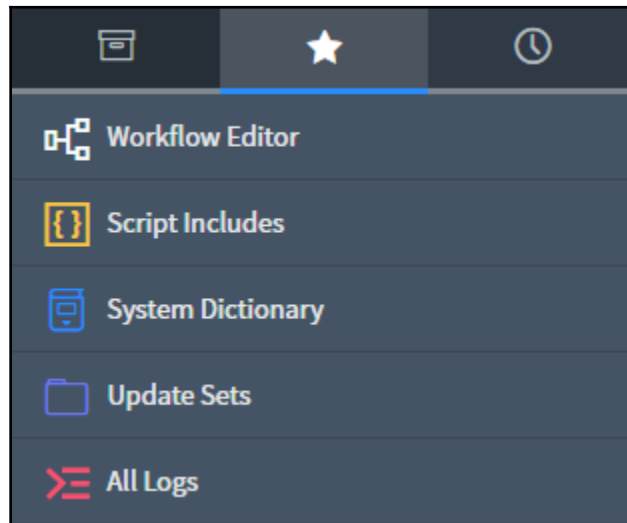 Workflow Editor
Script Includes
System Dictionary
Update Sets
All Logs